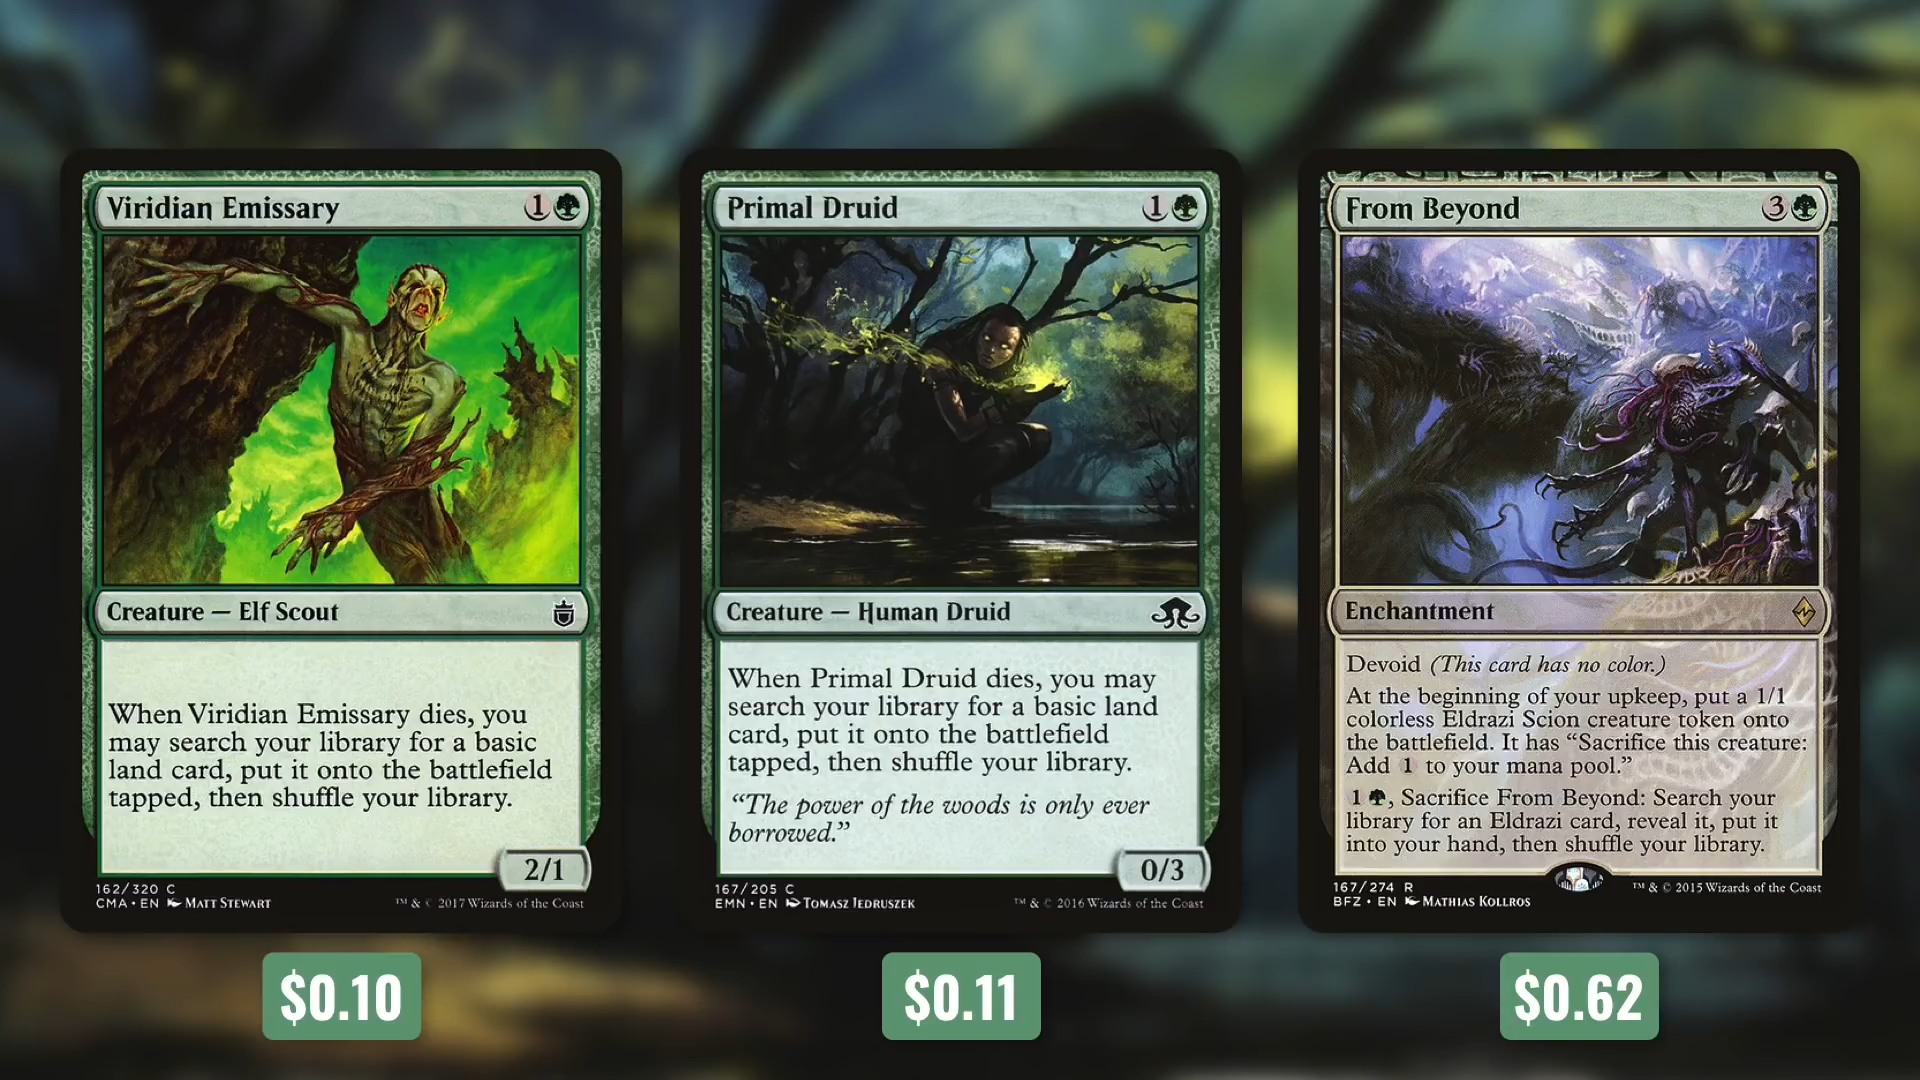 Viridian Emissary 1
Creature — Elf Scout
When Viridian Emissary dies, you
may search your library for a basic
land card, put it onto the battlefield
tapped, then shuffle your library.
2/1
162/320 C
CMA • EN Matt Stewart
™ & © 2017 Wizards of the Coast
$0.10
Primal Druid 1
Creature — Human Druid
When Primal Druid dies, you may
search your library for a basic land
card, put it onto the battlefield
tapped, then shuffle your library.
“The power of the woods is only ever
borrowed.”
0/3
167/205 C
EMN • EN Tomasz Jedruszek
™ & © 2016 Wizards of the Coast
$0.11
From Beyond 3
Enchantment
Devoid (This card has no color.)
At the beginning of your upkeep, put a 1/1
colorless Eldrazi Scion creature token onto
the battlefield. It has “Sacrifice this creature:
Add 1 to your mana pool.”
1 , Sacrifice From Beyond: Search your
library for an Eldrazi card, reveal it, put it
into your hand, then shuffle your library.
167/274 R
BFZ • EN Mathias Kollros
™ & © 2015 Wizards of the Coast
$0.62